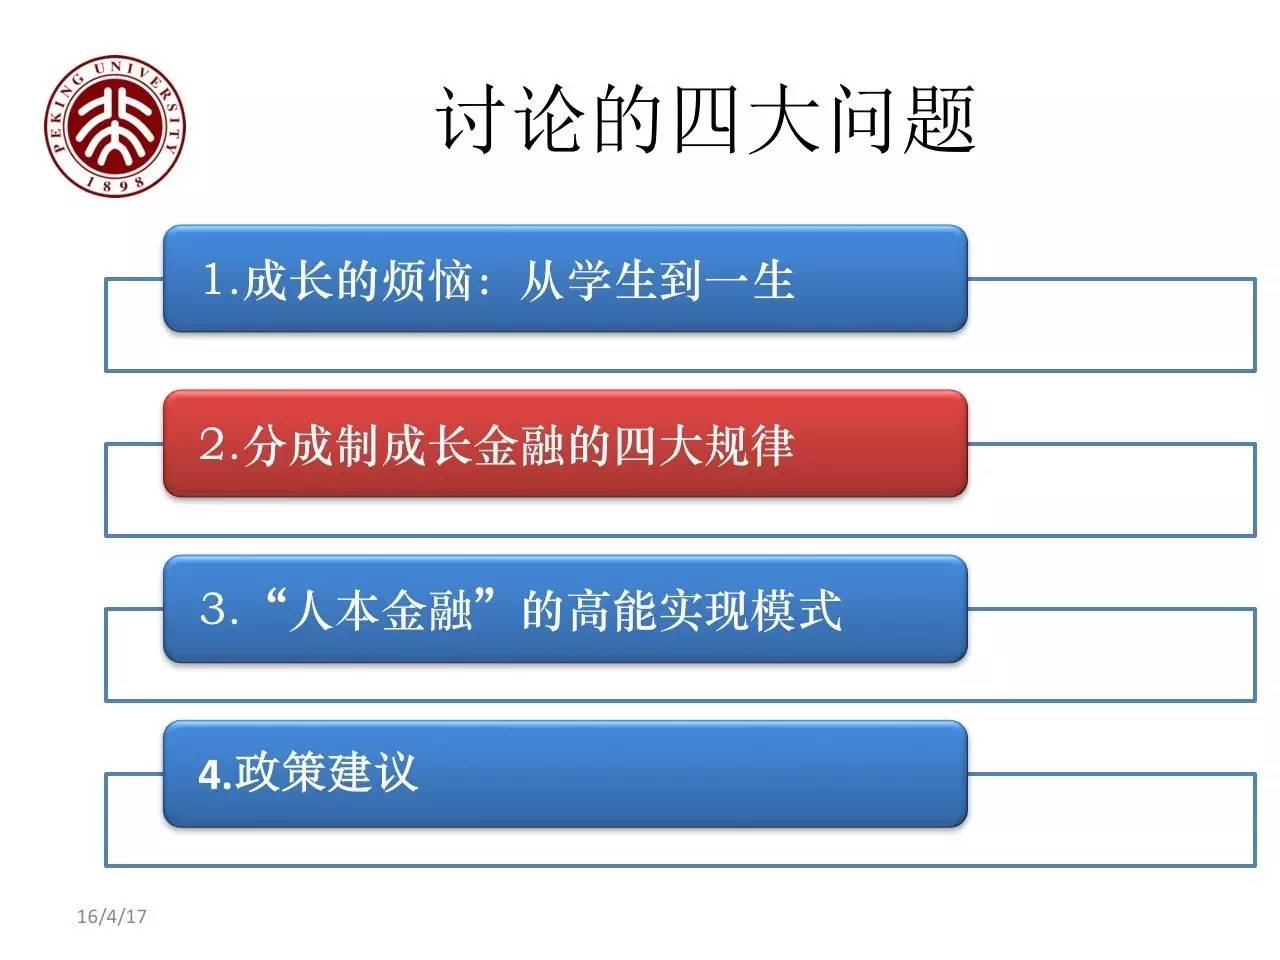 PEKING UNIVERSITY
1898
讨论的四大问题
1.成长的烦恼：从学生到一生
2.分成制成长金融的四大规律
3.“人本金融”的高能实现模式
4.政策建议
16/4/17